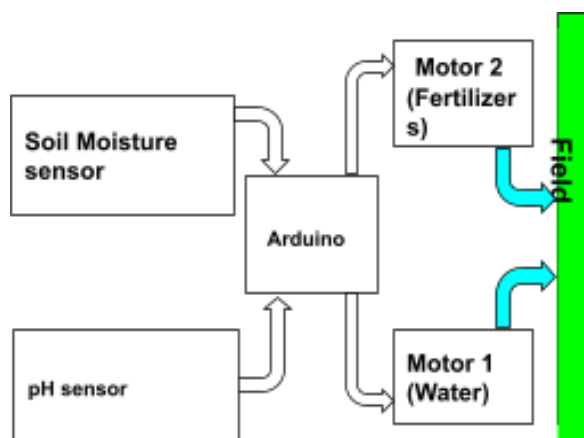 Soil Moisture
sensor
pH sensor
Arduino
Motor 2
(Fertilizer
s)
Motor 1
(Water)
Field